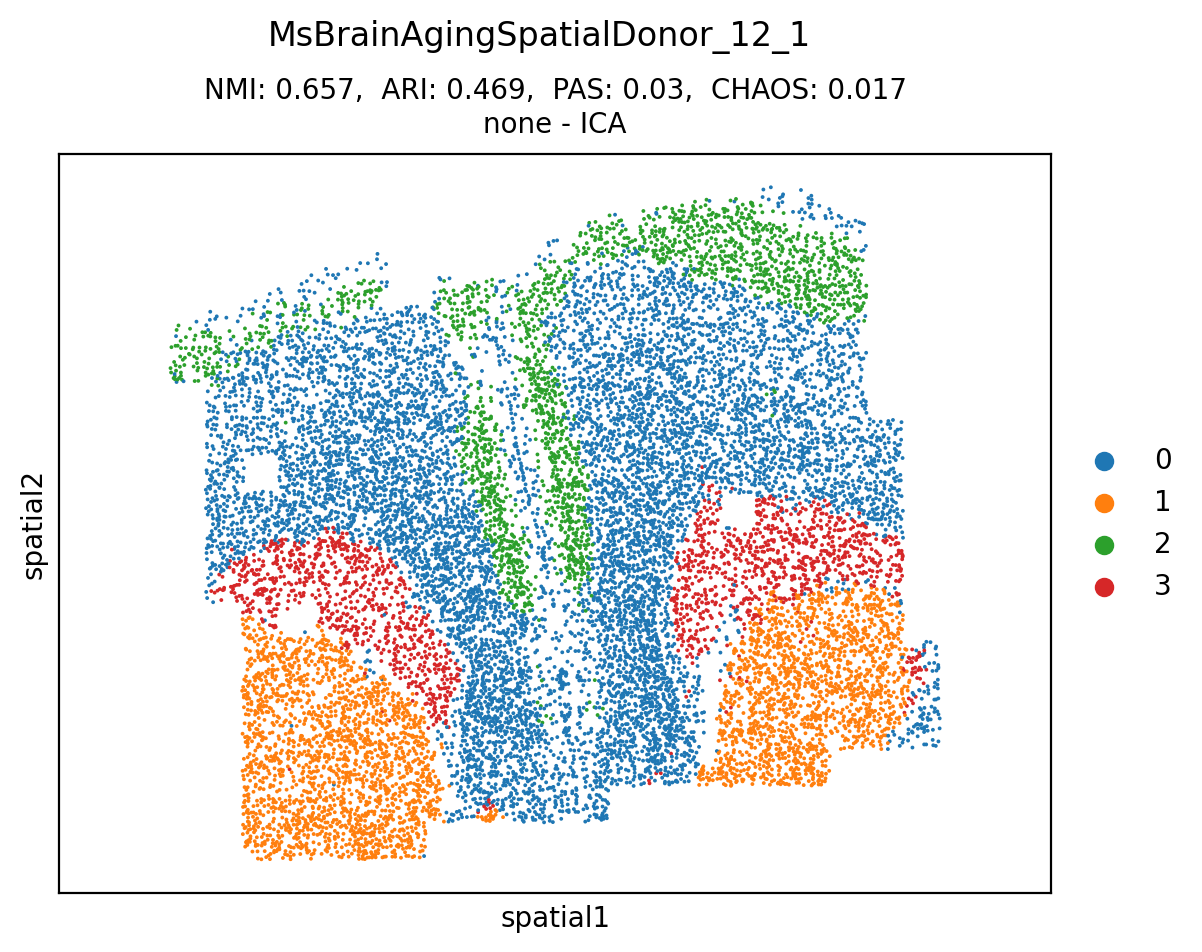 MsBrainAgingSpatialDonor_12_1
NMI: 0.657,  ARI: 0.469,  PAS: 0.03,  CHAOS: 0.017
none - ICA
spatial2
0
1
2
3
spatial1